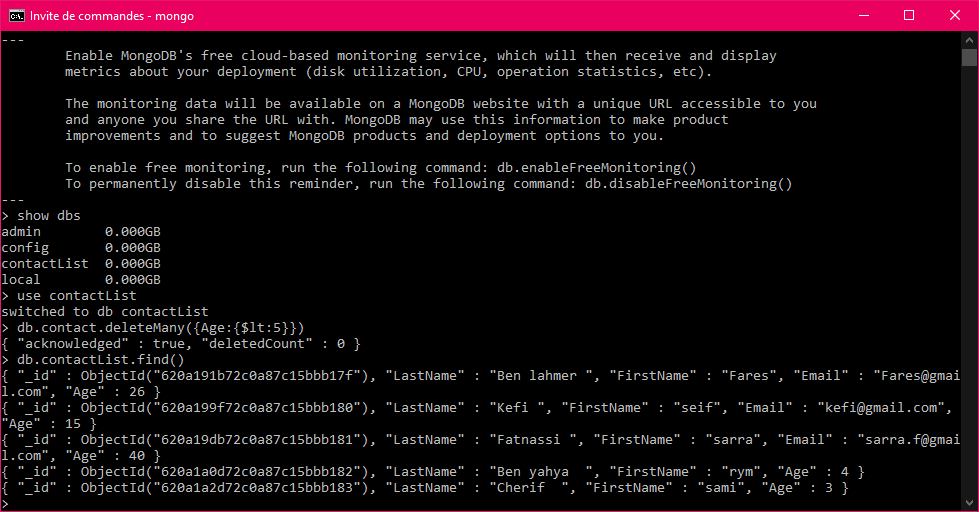 Invite de commandes - mongo
---
Enable MongoDB's free cloud-based monitoring service, which will then receive and display
metrics about your deployment (disk utilization, CPU, operation statistics, etc).
The monitoring data will be available on a MongoDB website with a unique URL accessible to you
and anyone you share the URL with. MongoDB may use this information to make product
improvements and to suggest MongoDB products and deployment options to you.
To enable free monitoring, run the following command: db.enableFreeMonitoring()
To permanently disable this reminder, run the following command: db.disableFreeMonitoring()
---
> show dbs
admin        0.000GB
config       0.000GB
contactList  0.000GB
local        0.000GB
> use contactList
switched to db contactList
> db.contact.deleteMany({Age:{$lt:5}})
{ "acknowledged" : true, "deletedCount" : 0 }
> db.contactList.find()
{ "_id" : ObjectId("620a191b72c0a87c15bbb17f"), "LastName" : "Ben lahmer ", "FirstName" : "Fares", "Email" : "Fares@gmai
l.com", "Age" : 26 }
{ "_id" : ObjectId("620a199f72c0a87c15bbb180"), "LastName" : "Kefi ", "FirstName" : "seif", "Email" : "kefi@gmail.com",
"Age" : 15 }
{ "_id" : ObjectId("620a19db72c0a87c15bbb181"), "LastName" : "Fatnassi ", "FirstName" : "sarra", "Email" : "sarra.f@gmai
l.com", "Age" : 40 }
{ "_id" : ObjectId("620a1a0d72c0a87c15bbb182"), "LastName" : "Ben yahya  ", "FirstName" : "rym", "Age" : 4 }
{ "_id" : ObjectId("620a1a2d72c0a87c15bbb183"), "LastName" : "Cherif  ", "FirstName" : "sami", "Age" : 3 }
>